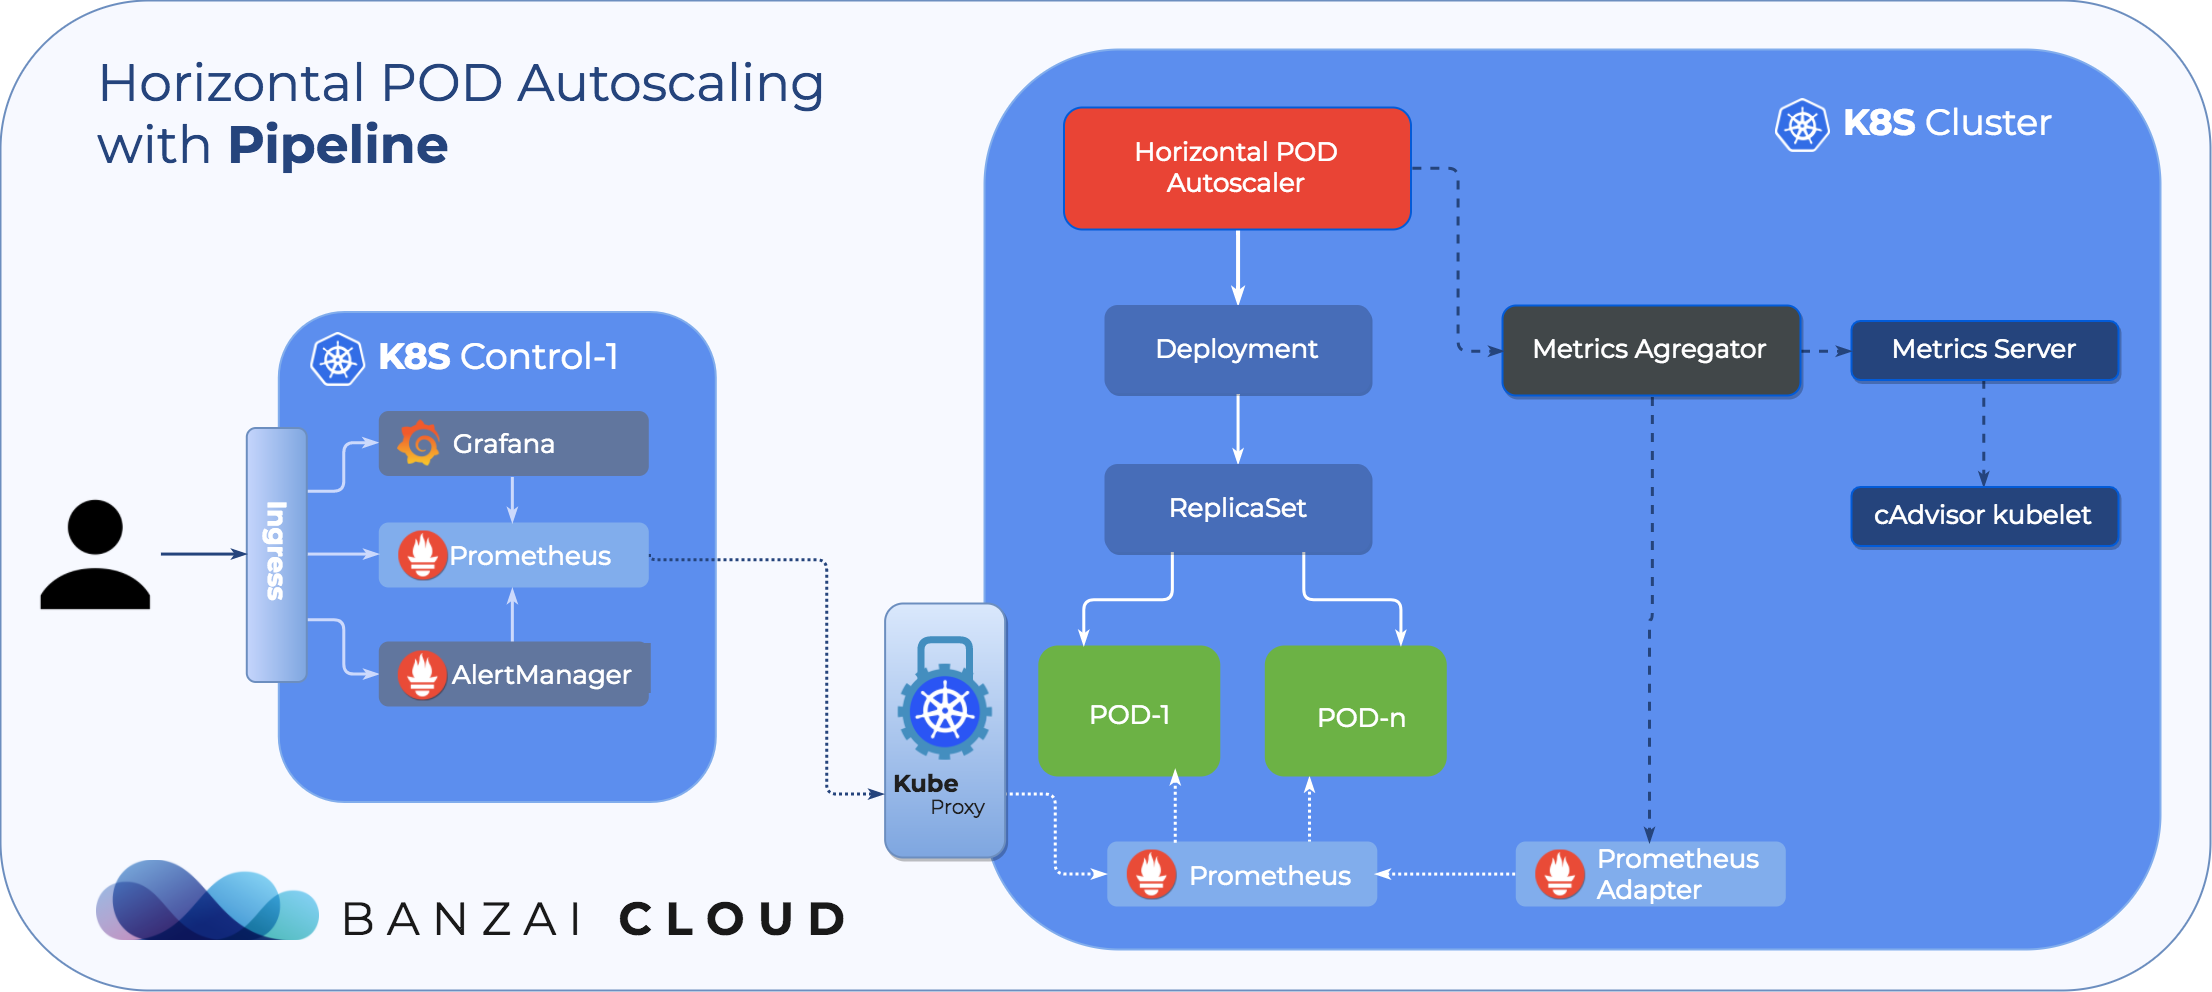 Horizontal POD Autoscaling
with Pipeline
K8S Control-1
Ingress
Grafana
Prometheus
AlertManager
Kube
Proxy
K8S Cluster
Horizontal POD
Autoscaler
Deployment
ReplicaSet
POD-1
POD-n
Metrics Agregator
Metrics Server
cAdvisor kubelet
Prometheus
Prometheus
Adapter
BANZAI CLOUD